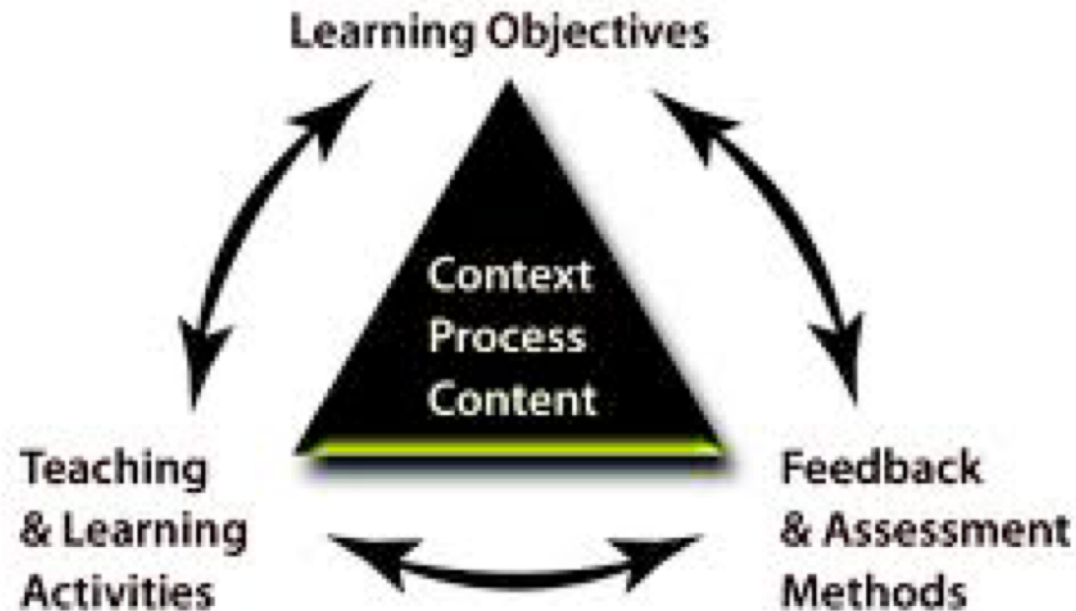 Learning Objectives
Context
Process
Content
Teaching
& Learning
Activities
Feedback
& Assessment
Methods